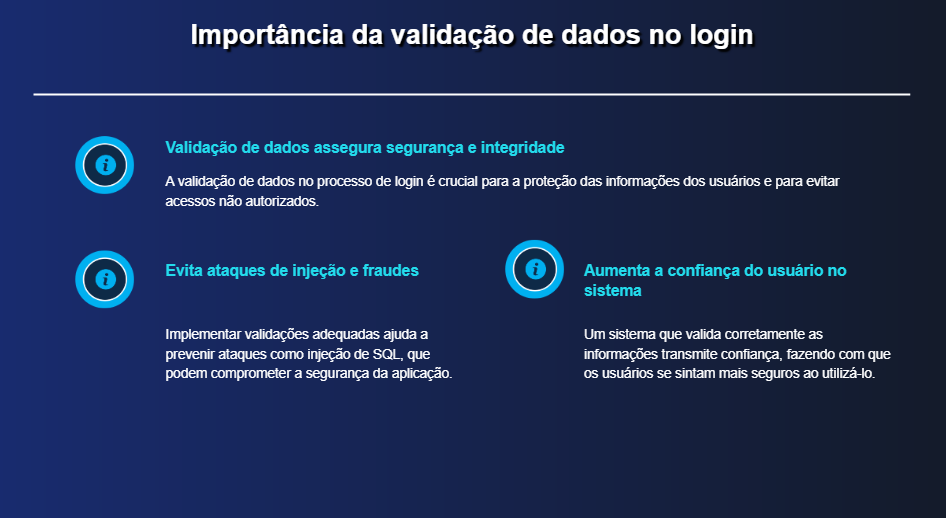 Importância da validação de dados no login
Validação de dados assegura segurança e integridade
A validação de dados no processo de login é crucial para a proteção das informações dos usuários e para evitar
acessos não autorizados.
Evita ataques de injeção e fraudes
Implementar validações adequadas ajuda a
prevenir ataques como injeção de SQL, que
podem comprometer a segurança da aplicação.
Aumenta a confiança do usuário no
sistema
Um sistema que valida corretamente as
informações transmite confiança, fazendo com que
os usuários se sintam mais seguros ao utilizá-lo.